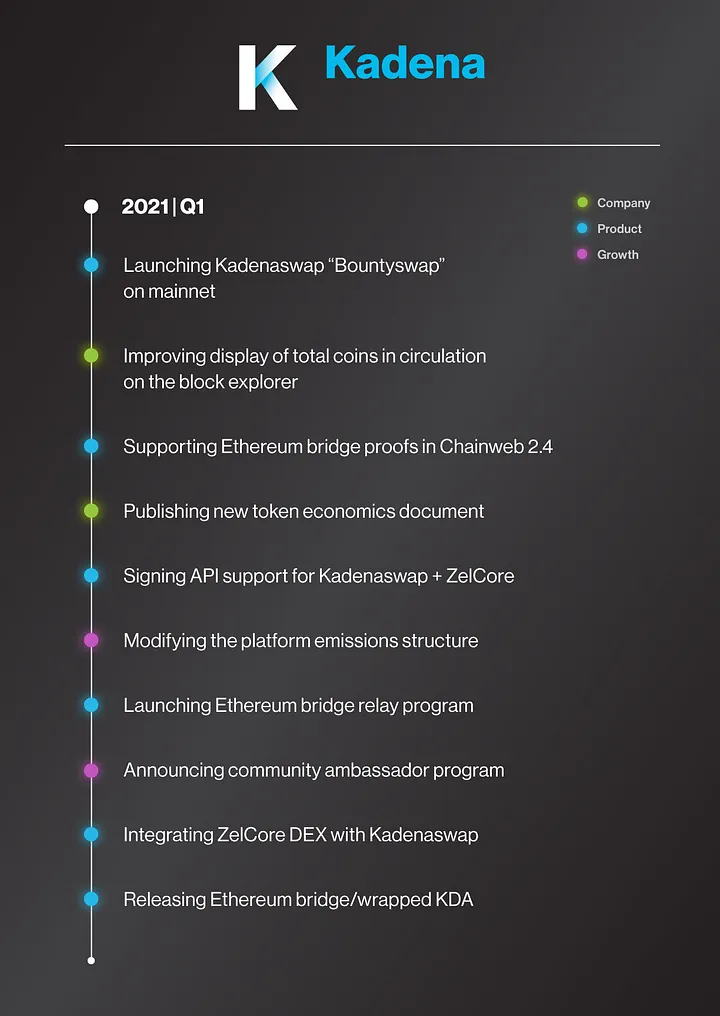 K Kadena
2021 | Q1
Company
Product
Growth
Launching Kadenaswap “Bountyswap”
on mainnet
Improving display of total coins in circulation
on the block explorer
Supporting Ethereum bridge proofs in Chainweb 2.4
Publishing new token economics document
Signing API support for Kadenaswap + ZelCore
Modifying the platform emissions structure
Launching Ethereum bridge relay program
Announcing community ambassador program
Integrating ZelCore DEX with Kadenaswap
Releasing Ethereum bridge/wrapped KDA